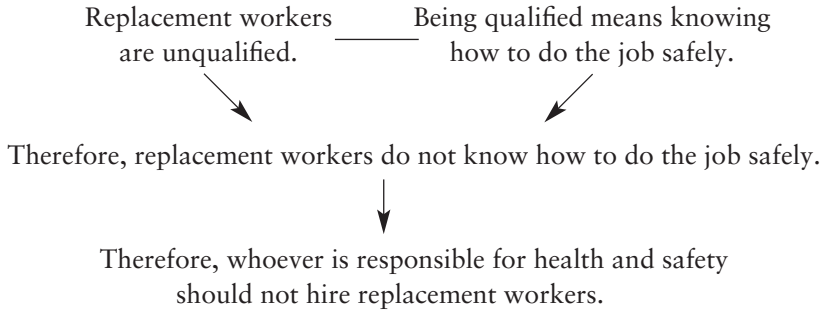 Replacement workers
are unqualified.
Being qualified means knowing
how to do the job safely.
Therefore, replacement workers do not know how to do the job safely.
Therefore, whoever is responsible for health and safety
should not hire replacement workers.